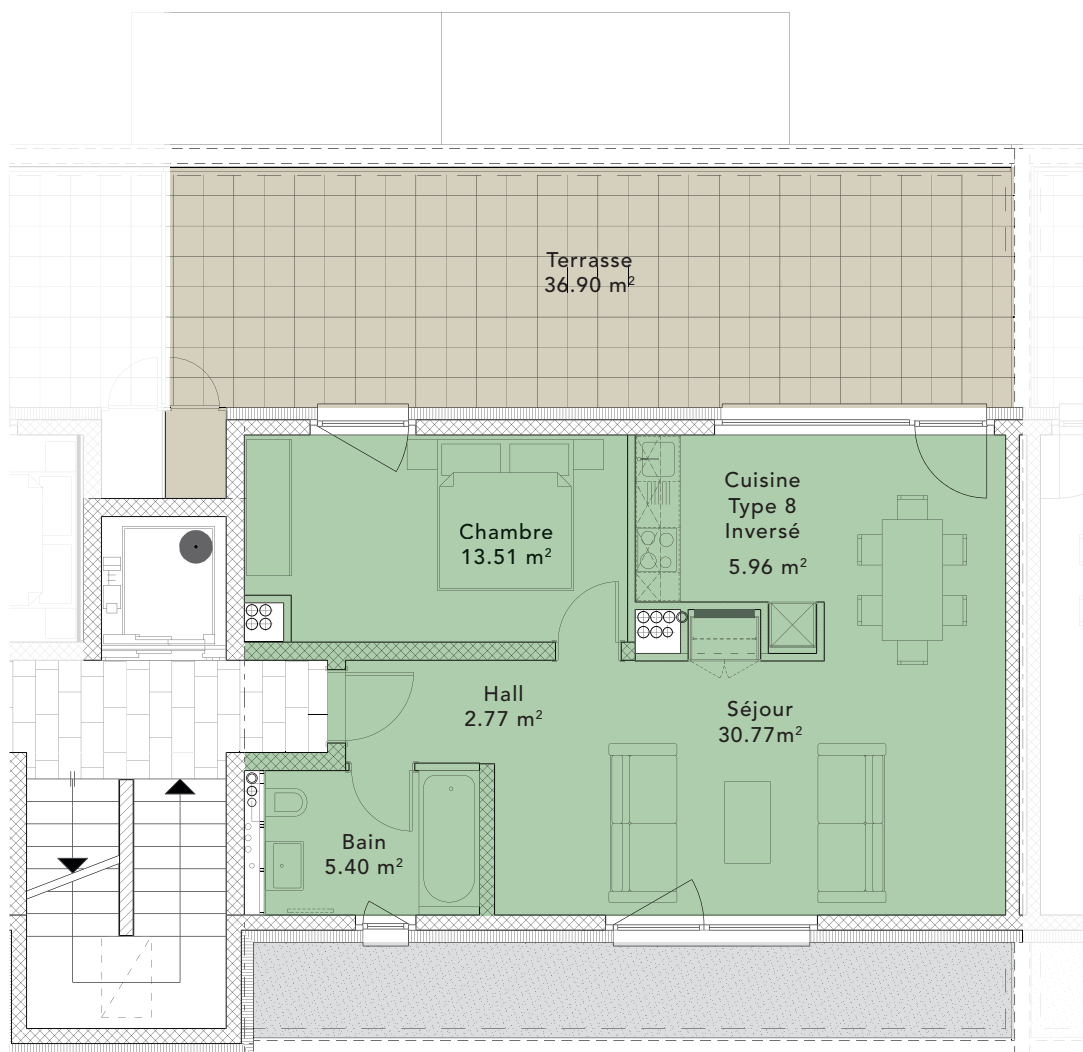 Terrasse
36.90 m²
Cuisine
Type 8
Inversé
5.96 m²
Chambre
13.51 m²
Hall
2.77 m²
Séjour
30.77m²
Bain
5.40 m²